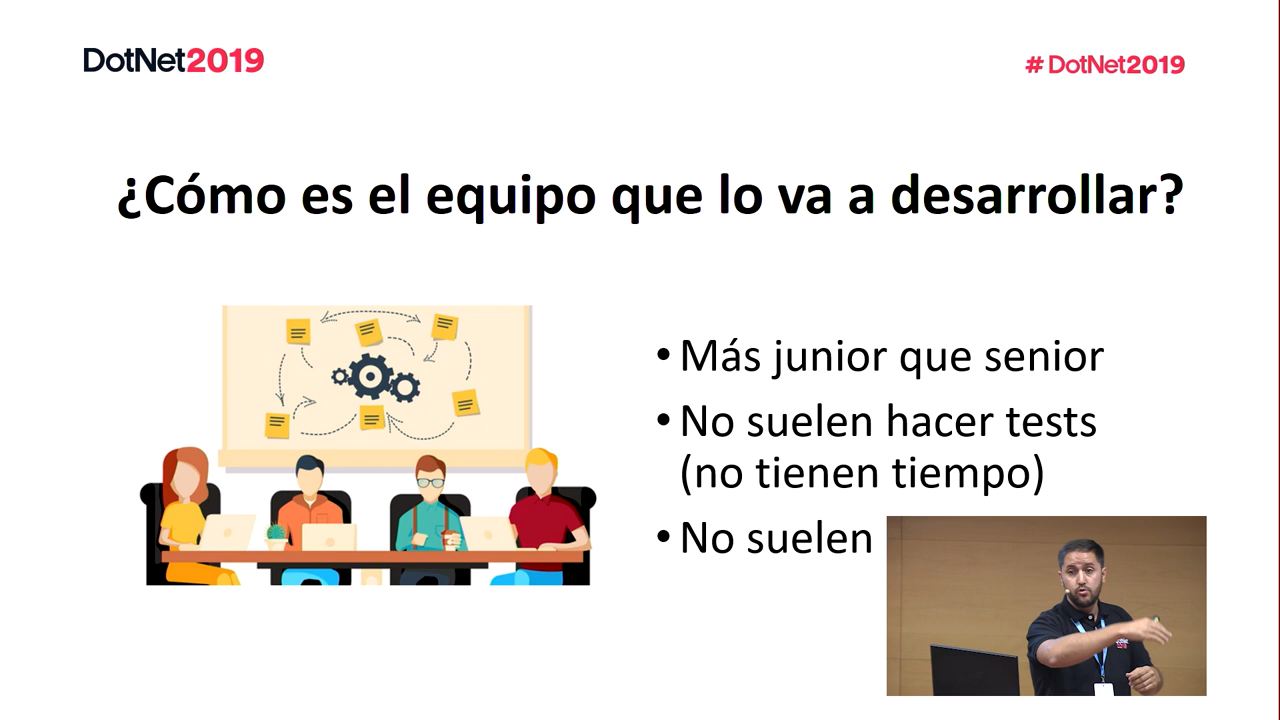 DotNet2019
# DotNet2019
¿Cómo es el equipo que lo va a desarrollar?
• Más junior que senior
• No suelen hacer tests
(no tienen tiempo)
• No suelen